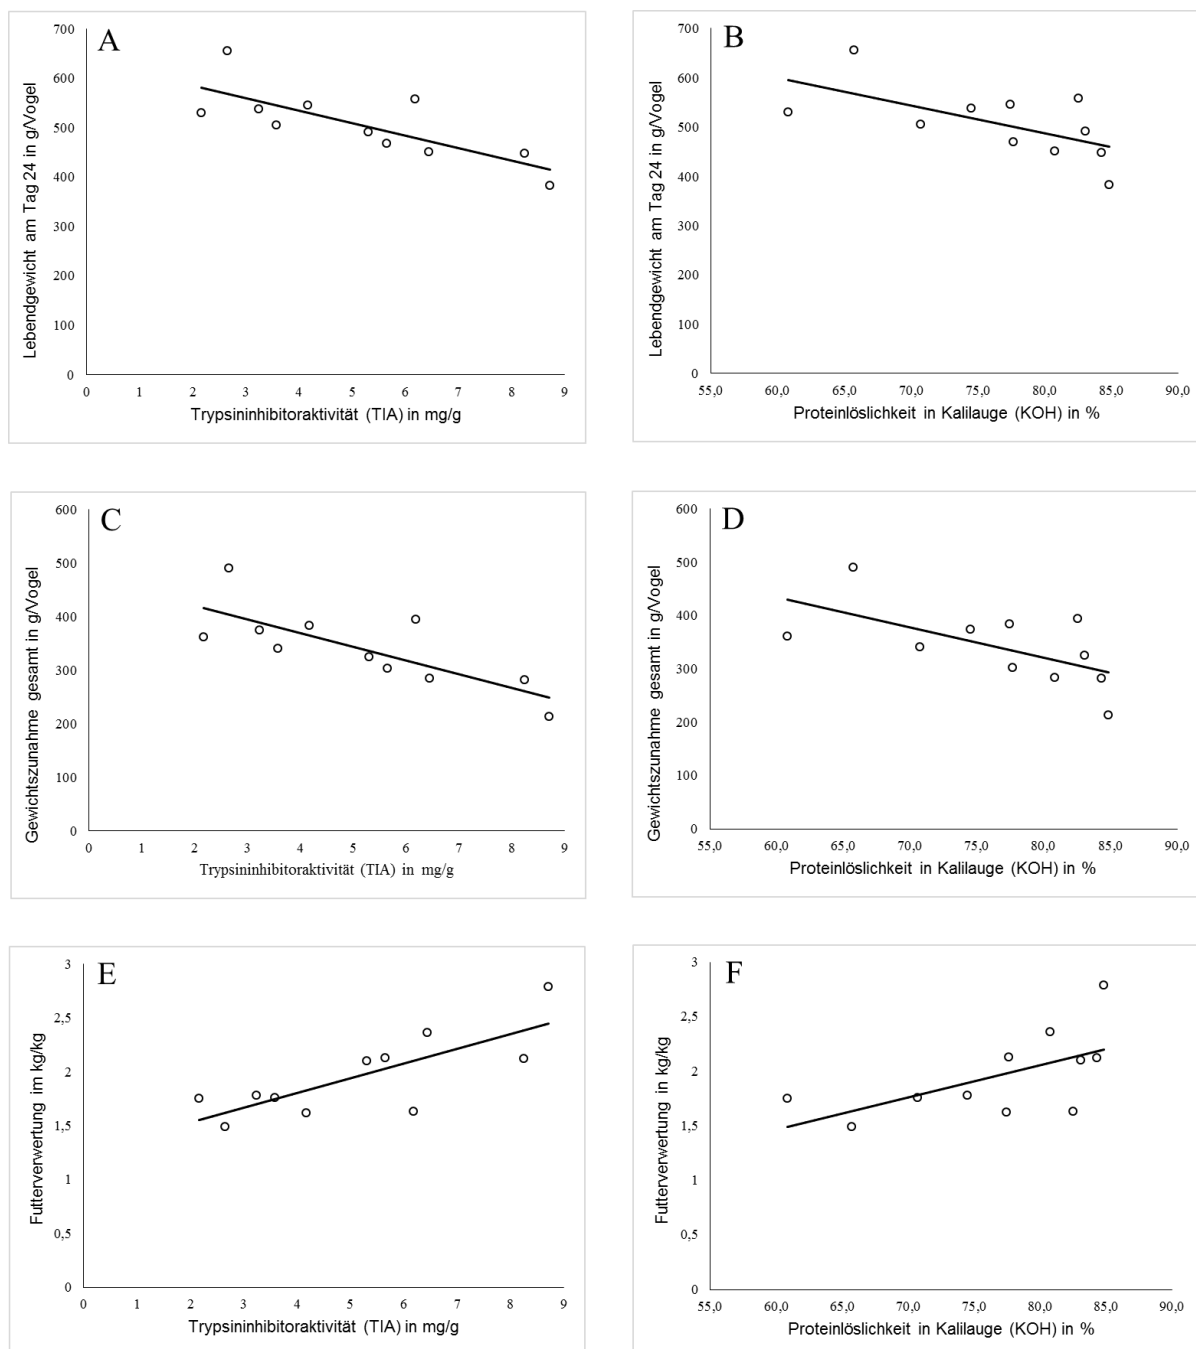 A
Lebendgewicht am Tag 24 in g/Vogel
700
600
500
400
300
200
100
0
0 1 2 3 4 5 6 7 8 9
Trypsininhibitoraktivität (TIA) in mg/g
B
Lebendgewicht am Tag 24 in g/Vogel
700
600
500
400
300
200
100
0
55,0 60,0 65,0 70,0 75,0 80,0 85,0 90,0
Proteinlöslichkeit in Kalilauge (KOH) in %
C
Gewichtszunahme gesamt in g/Vogel
600
500
400
300
200
100
0
0 1 2 3 4 5 6 7 8 9
Trypsininhibitoraktivität (TIA) in mg/g
D
Gewichtszunahme gesamt in g/Vogel
600
500
400
300
200
100
0
55,0 60,0 65,0 70,0 75,0 80,0 85,0 90,0
Proteinlöslichkeit in Kalilauge (KOH) in %
E
Futterverwertung im kg/kg
3
2,5
2
1,5
1
0,5
0
0 1 2 3 4 5 6 7 8 9
Trypsininhibitoraktivität (TIA) in mg/g
F
Futterverwertung in kg/kg
3
2,5
2
1,5
1
0,5
0
55,0 60,0 65,0 70,0 75,0 80,0 85,0 90,0
Proteinlöslichkeit in Kalilauge (KOH) in %